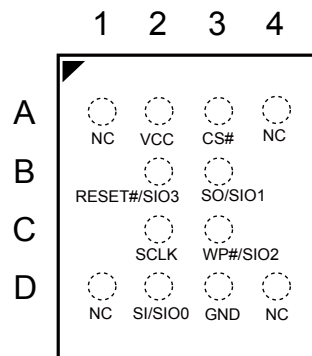 1 2 3 4
A
NC VCC CS# NC
B
RESET#/SIO3 SO/SIO1
C
SCLK WP#/SIO2
D
NC SI/SIO0 GND NC